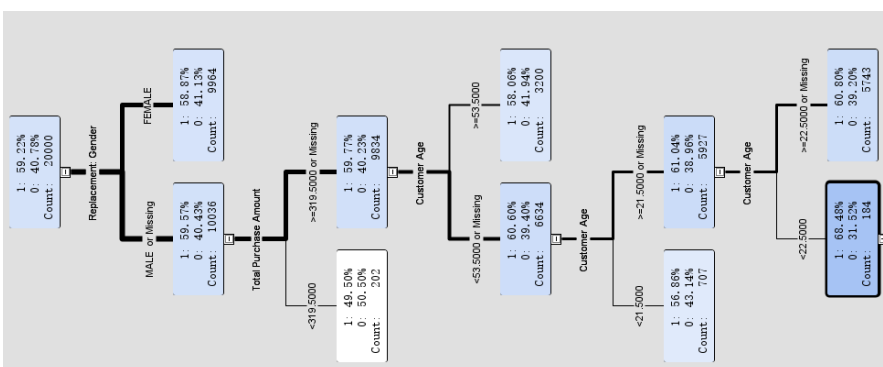 1: 59.22%
0: 40.78%
Count: 20000
Replacement: Gender
MALE or Missing
FEMALE
1: 59.57%
0: 40.43%
Count: 10036
1: 58.87%
0: 41.13%
Count: 9964
Total Purchase Amount
<319.5000
>=319.5000 or Missing
1: 49.50%
0: 50.50%
Count: 202
1: 59.77%
0: 40.23%
Count: 9834
Customer Age
<53.5000 or Missing
>=53.5000
1: 60.60%
0: 39.40%
Count: 6634
1: 58.06%
0: 41.94%
Count: 3200
Customer Age
<21.5000
>=21.5000 or Missing
1: 56.86%
0: 43.14%
Count: 707
1: 61.04%
0: 38.96%
Count: 5927
Customer Age
<22.5000
>=22.5000 or Missing
1: 68.48%
0: 31.52%
Count: 184
1: 60.80%
0: 39.20%
Count: 5743